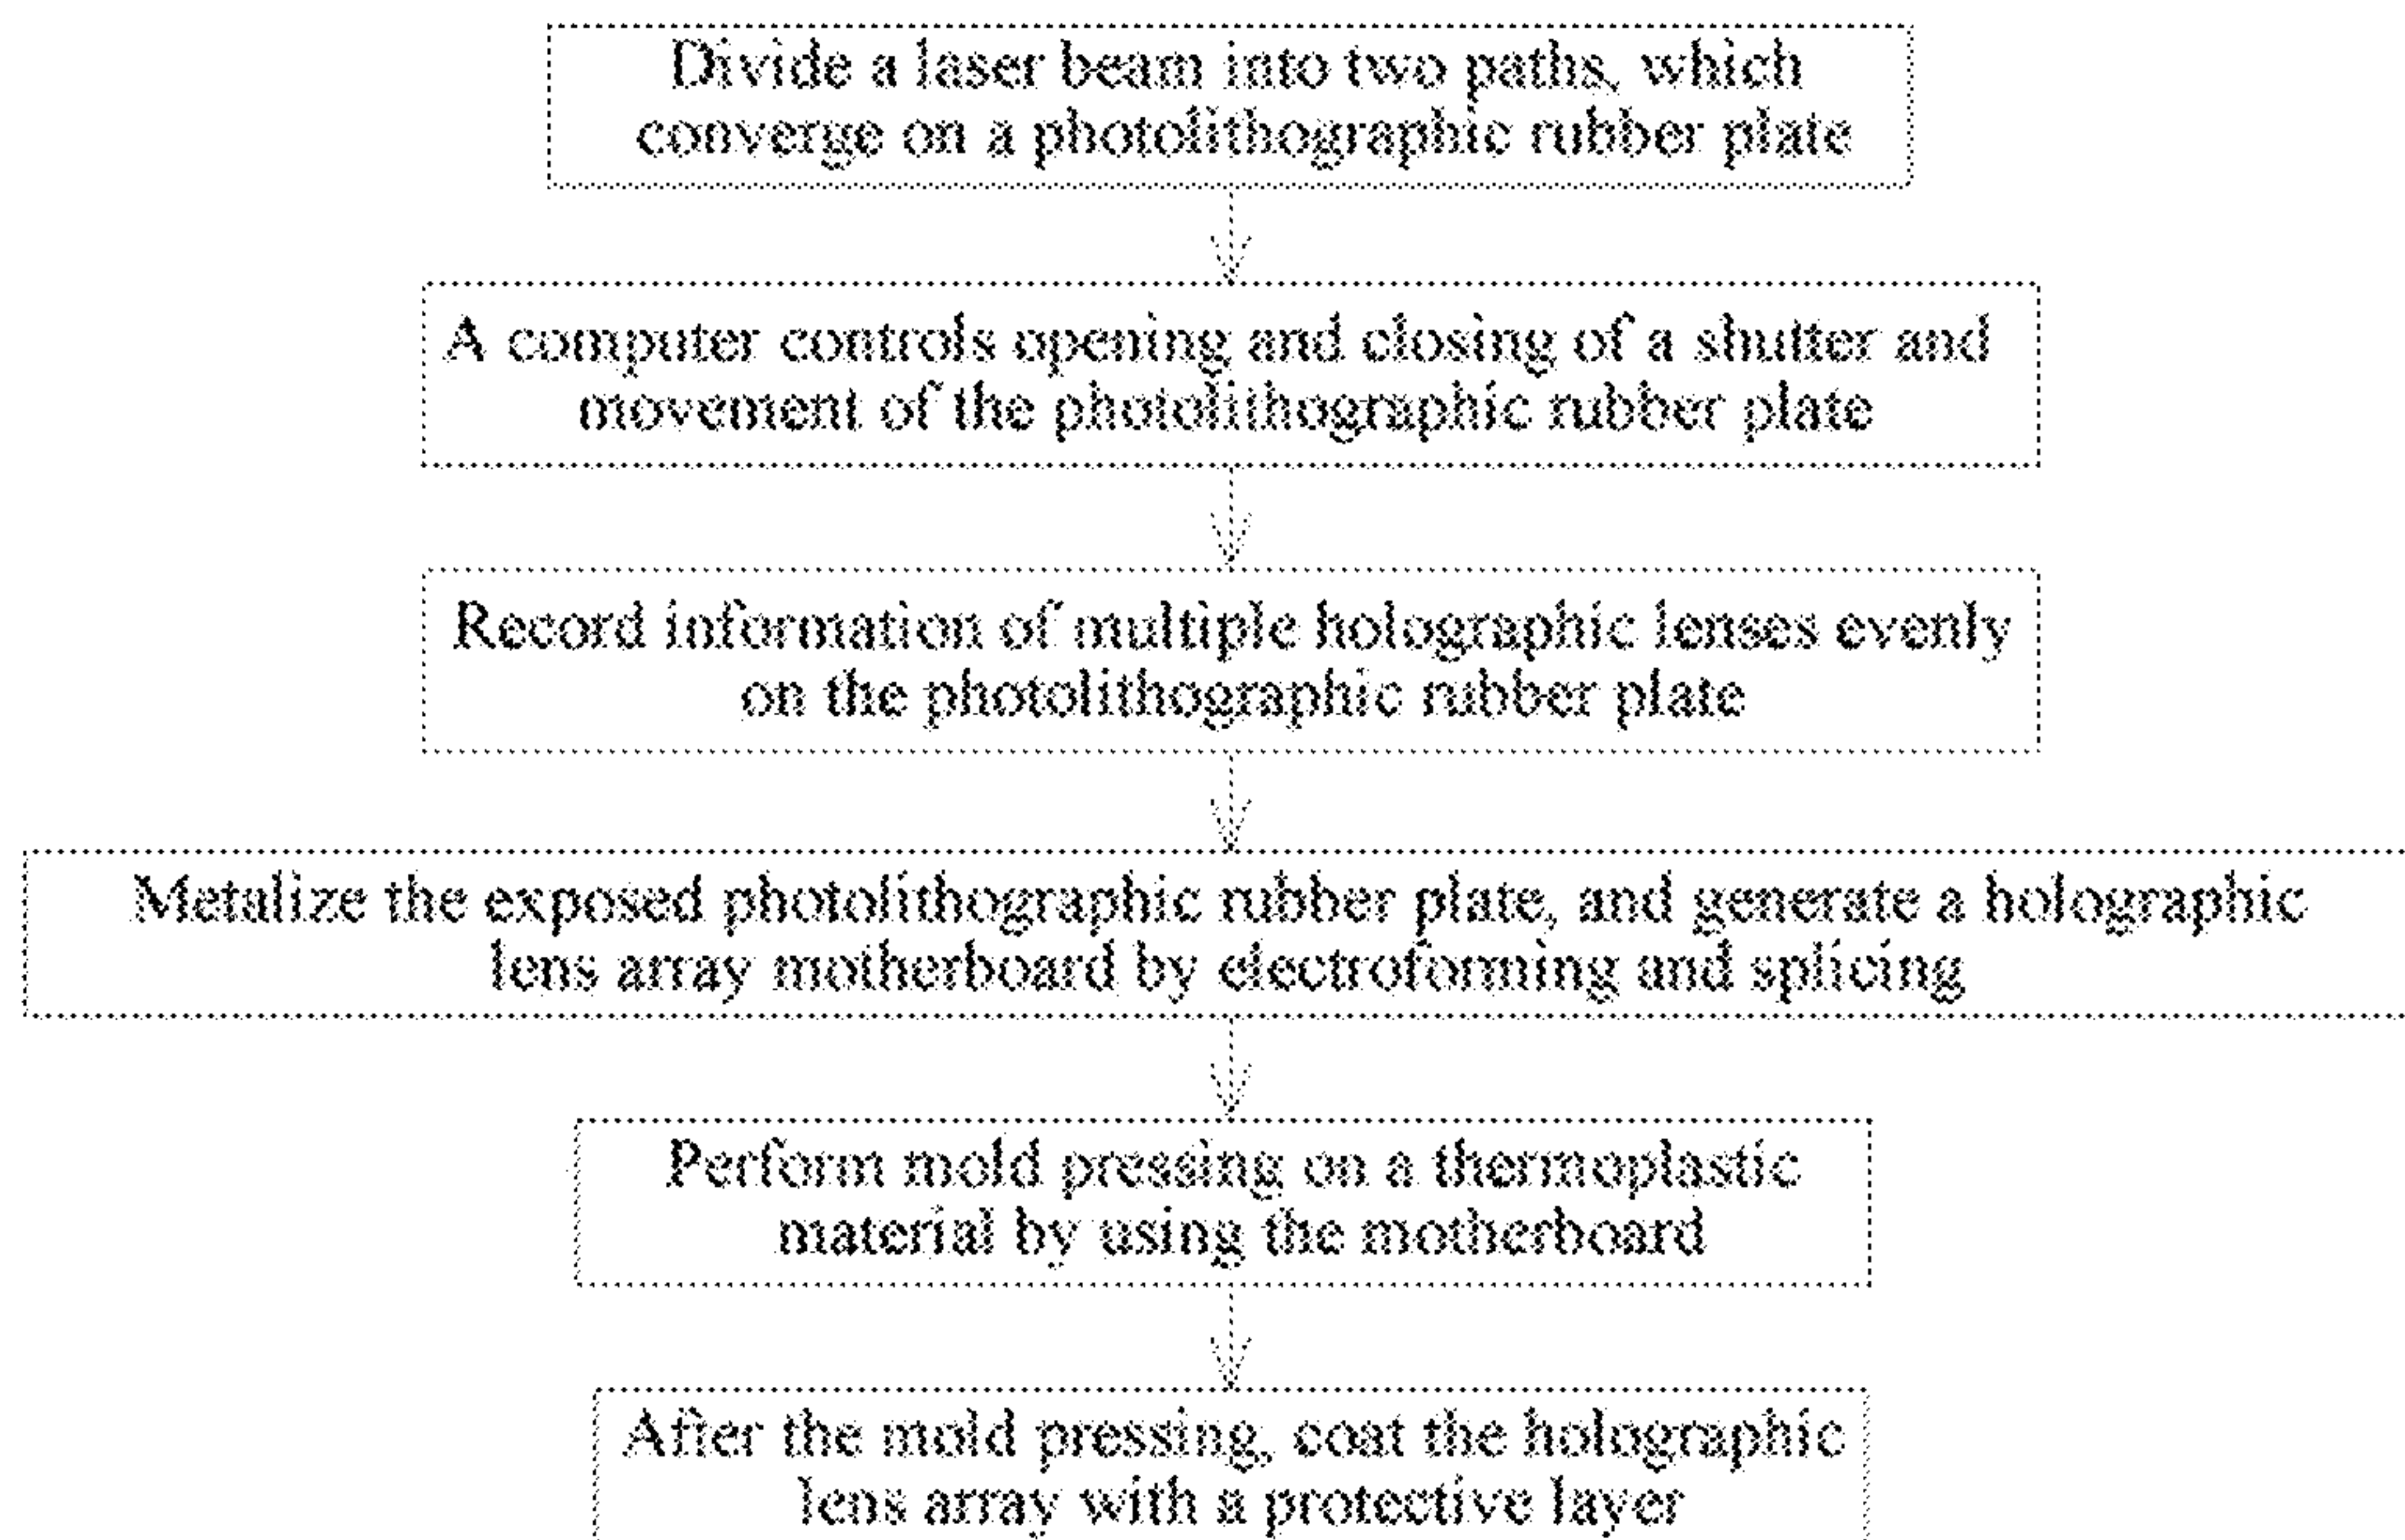 Divide a laser beam into two paths, which
converge on a photolithographic rubber plate
A computer controls opening and closing of a shutter and
movement of the photolithographic rubber plate
Record information of multiple holographic lenses evenly
on the photolithographic rubber plate
Metalize the exposed photolithographic rubber plate, and generate a holographic
lens array motherboard by electroforming and splicing
Perform mold pressing on a thermoplastic
material by using the motherboard
After the mold pressing, coat the holographic
lens array with a protective layer